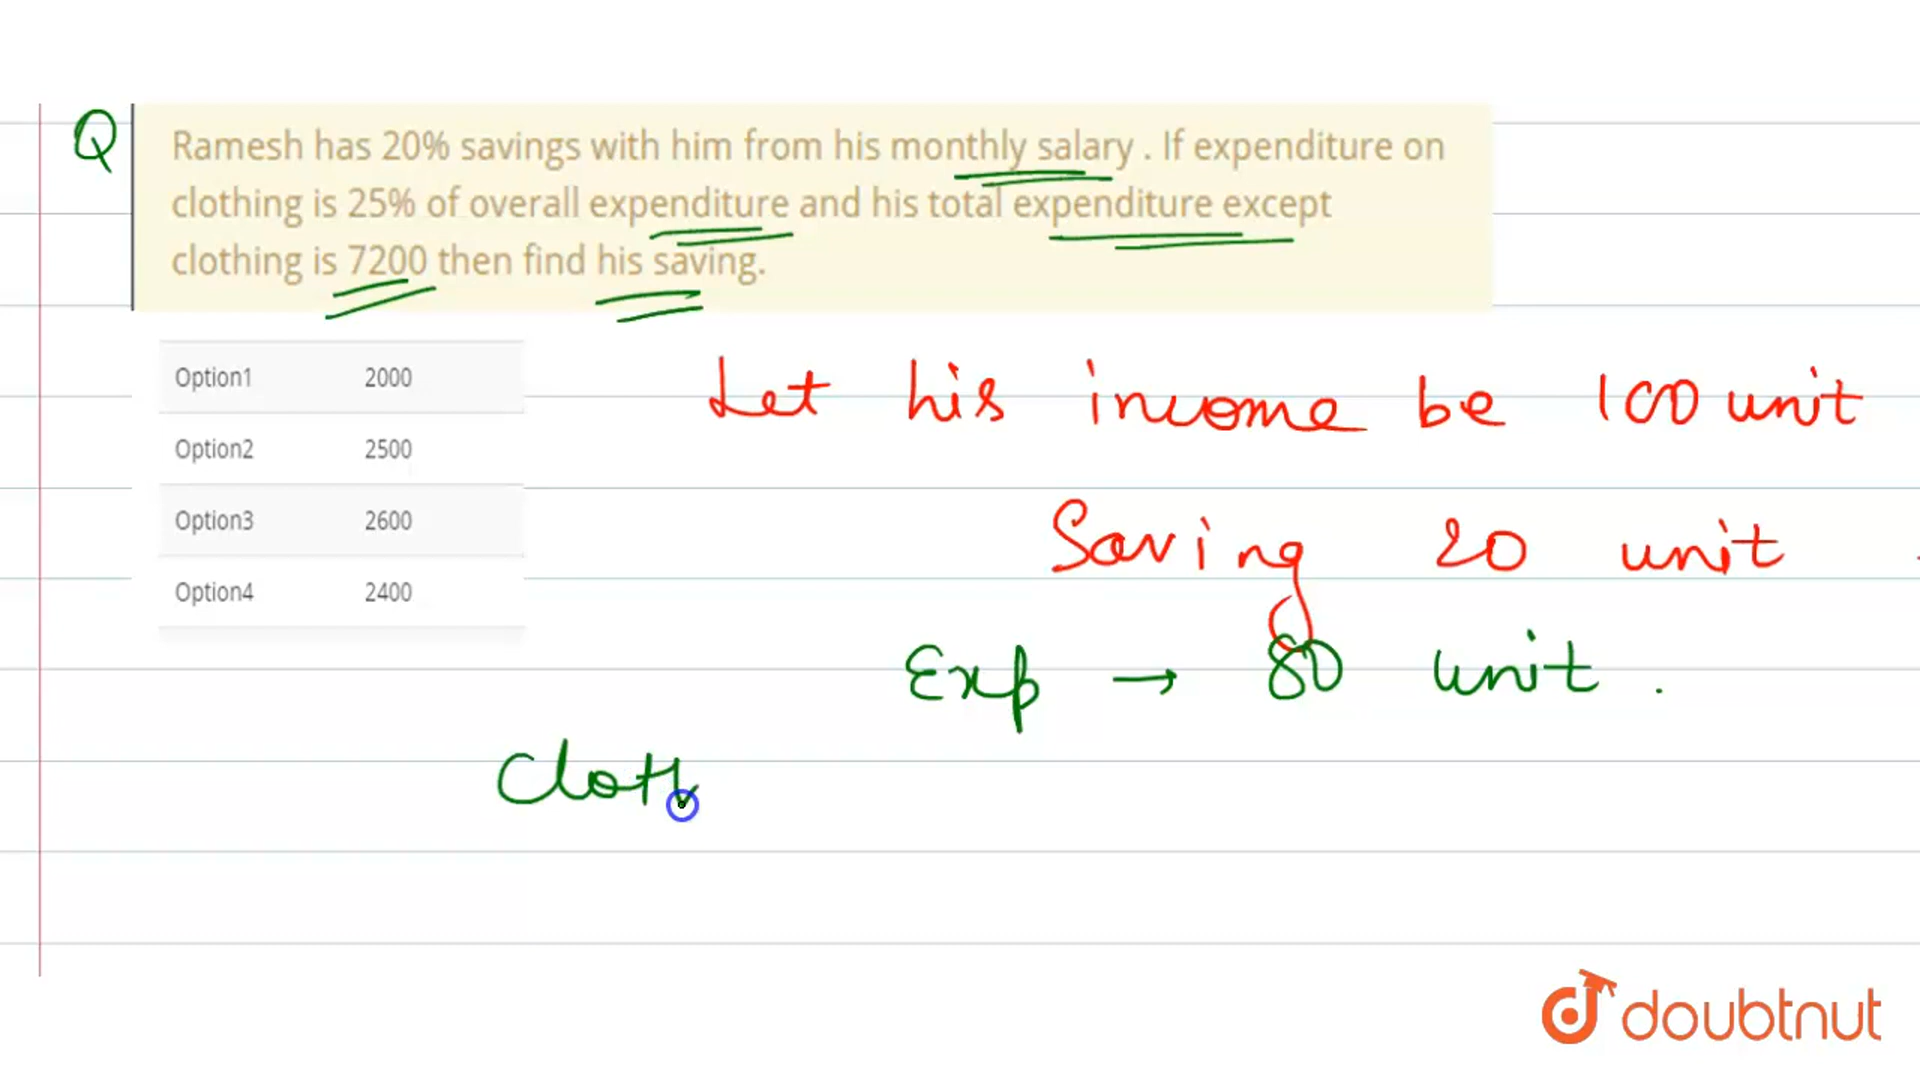 Q
Ramesh has 20% savings with him from his monthly salary . If expenditure on
clothing is 25% of overall expenditure and his total expenditure except
clothing is 7200 then find his saving.
Option1 2000
Option2 2500
Option3 2600
Option4 2400
Let his income be 100 unit
Saving 20 unit
Exp → 80 unit .
Cloth
doubtnut